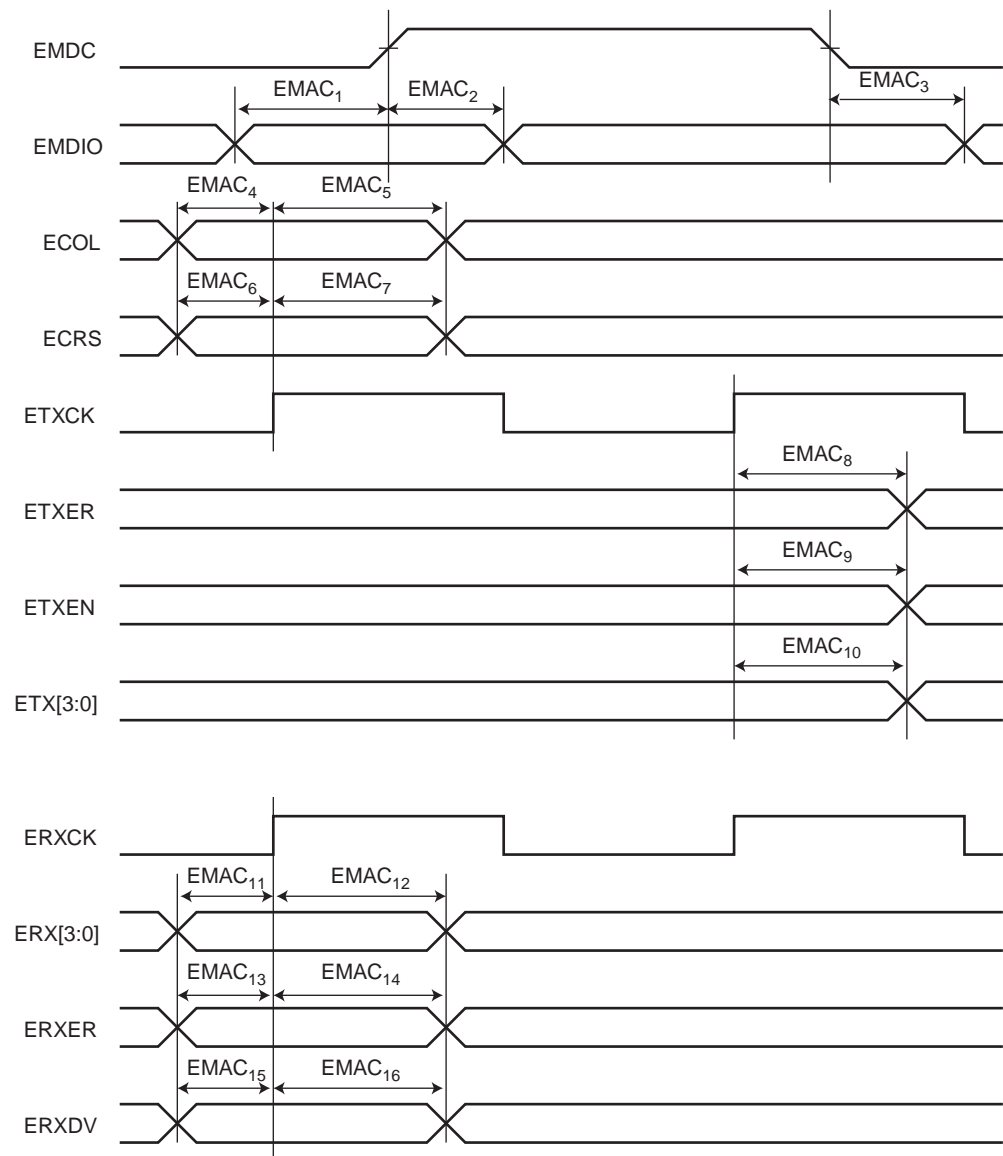 EMDC
EMAC₁ EMAC₂ EMAC₃
EMDIO
EMAC₄ EMAC₅
ECOL
EMAC₆ EMAC₇
ECRS
ETXCK
EMAC₈
ETXER
EMAC₉
ETXEN
EMAC₁₀
ETX[3:0]
ERXCK
EMAC₁₁ EMAC₁₂
ERX[3:0]
EMAC₁₃ EMAC₁₄
ERXER
EMAC₁₅ EMAC₁₆
ERXDV